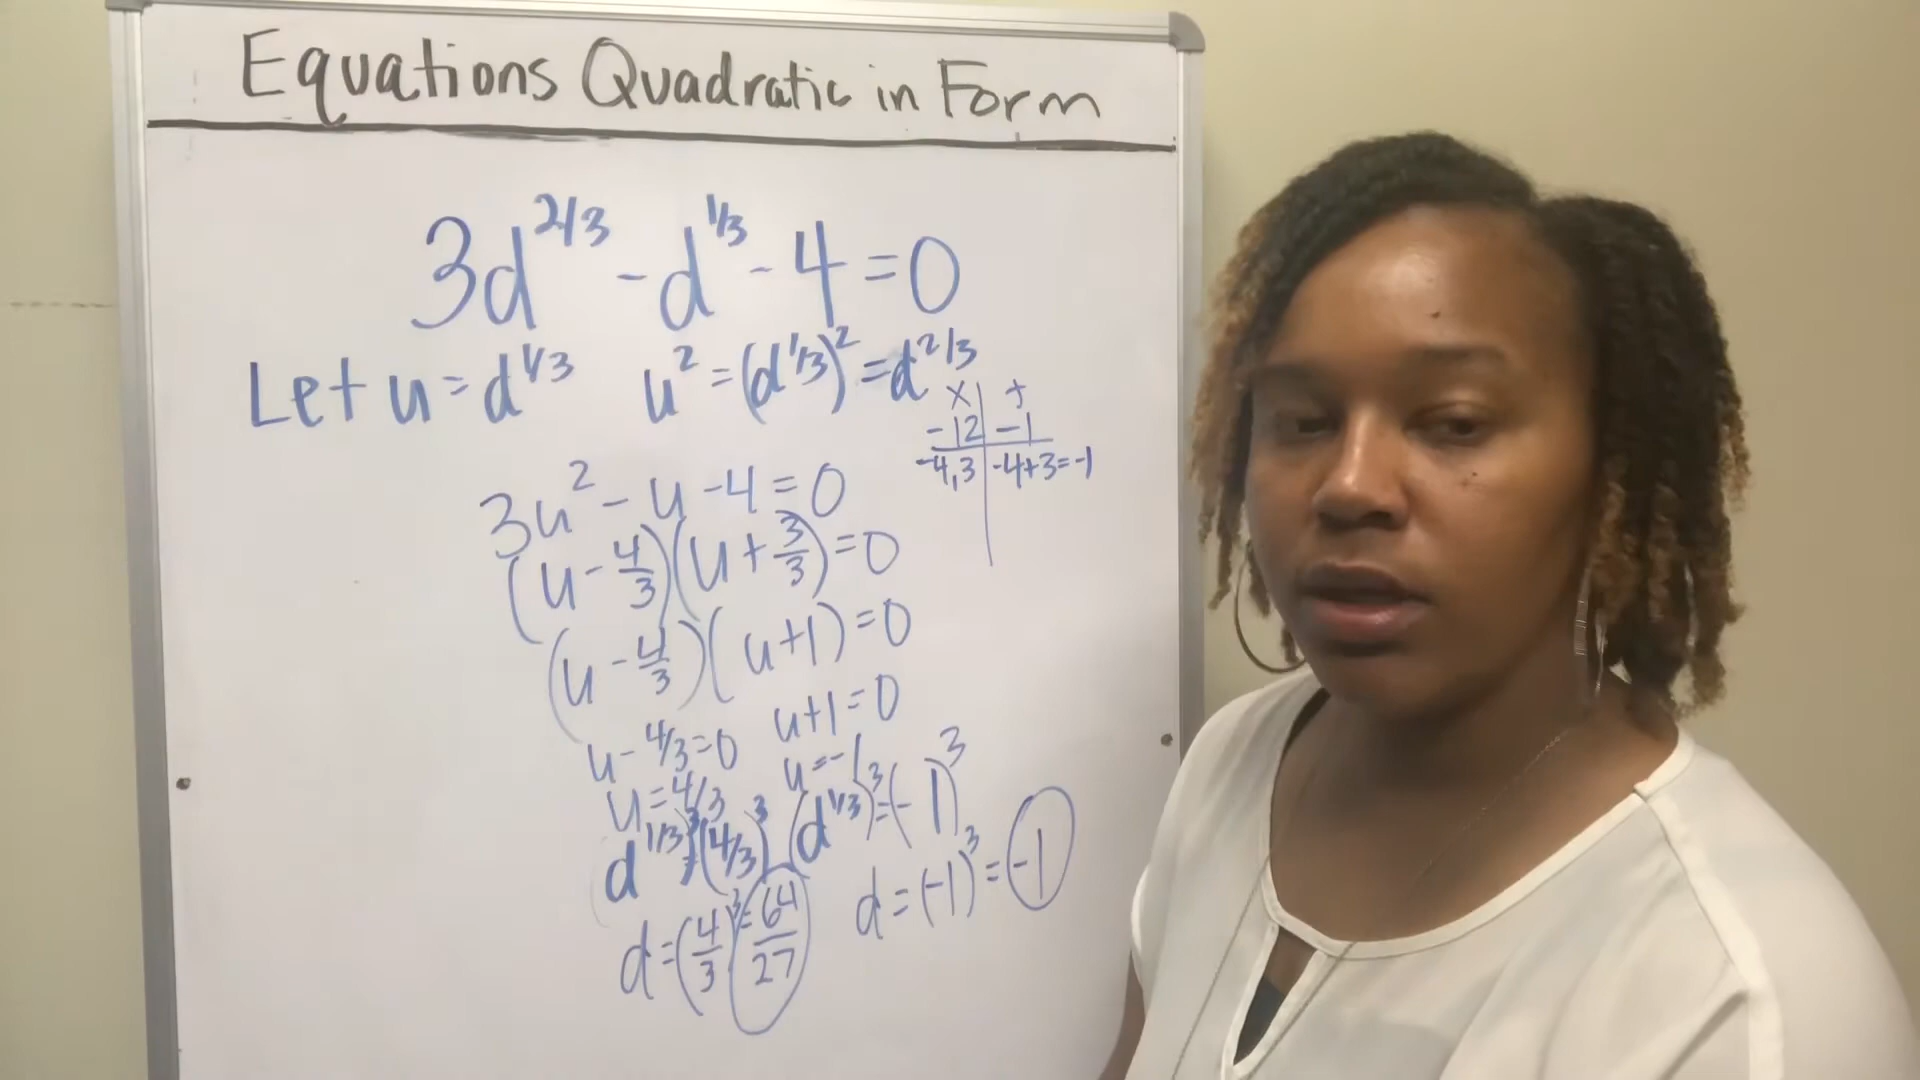 Equations Quadratic in Form
3d^2/3 - d^1/3 - 4 = 0
Let u = d^1/3 u^2 = (d^1/3)^2 = d^2/3
x +
-12 -1
-4,3 -4+3=-1
3u^2 - u - 4 = 0
(u - 4/3)(u + 3/3) = 0
(u - 4/3)(u+1) = 0
u - 4/3 = 0 u+1 = 0
u = 4/3 u = -1
(d^1/3)^3 = (4/3)^3 (d^1/3)^3 = (-1)^3
d = (4/3)^3 = 64/27 d = (-1)^3 = -1